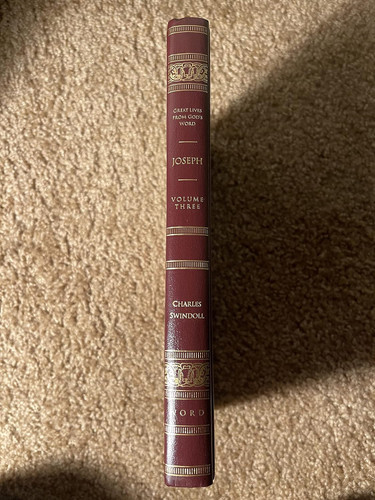 GREAT LIVES
FROM GOD'S
WORD
JOSEPH
VOLUME
THREE
CHARLES
SWINDOLL
WORD